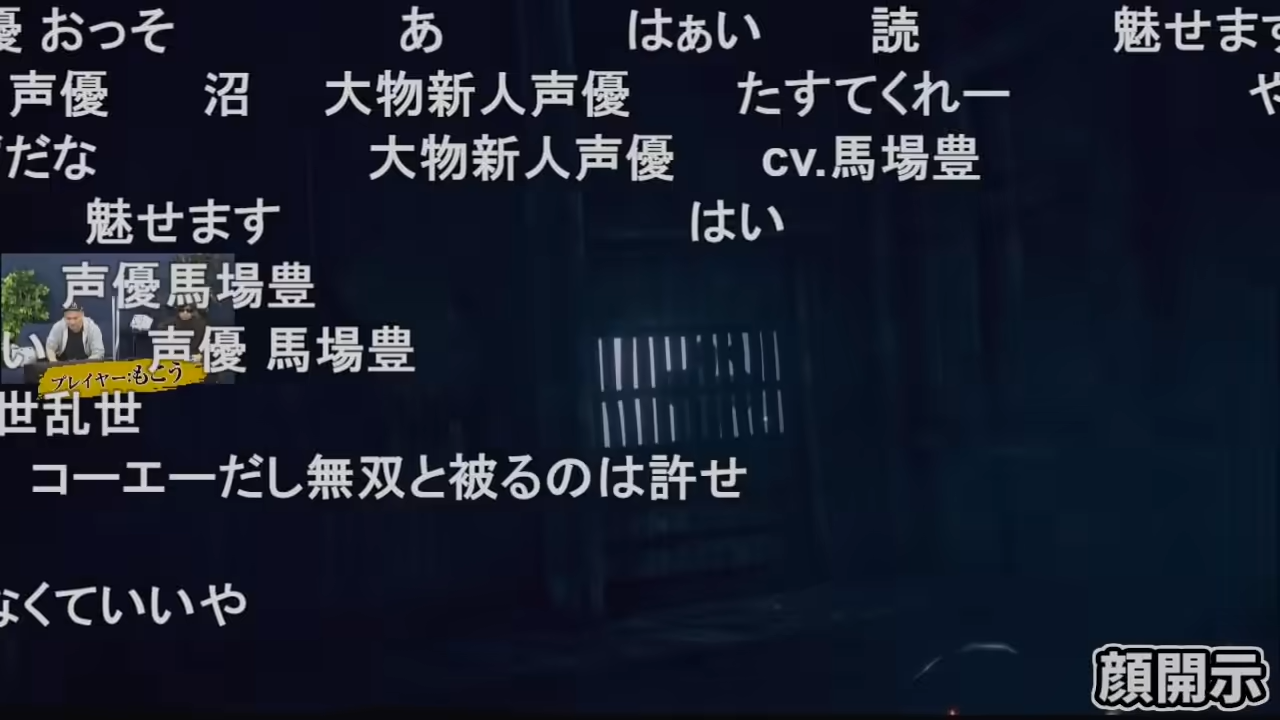 優 おっそ あ はぁい 読 魅せます
声優 沼 大物新人声優 たすてくれー や
だな 大物新人声優 cv.馬場豊
魅せます はい
声優馬場豊
い 声優 馬場豊
プレイヤー:もこう
世乱世
コーエーだし無双と被るのは許せ
なくていいや
顔開示